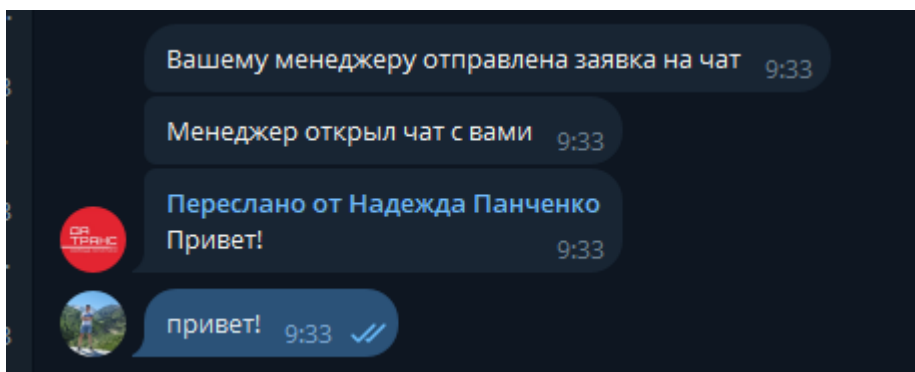 Вашему менеджеру отправлена заявка на чат 9:33
Менеджер открыл чат с вами 9:33
Переслано от Надежда Панченко
Привет! 9:33
ТРАНС
привет! 9:33